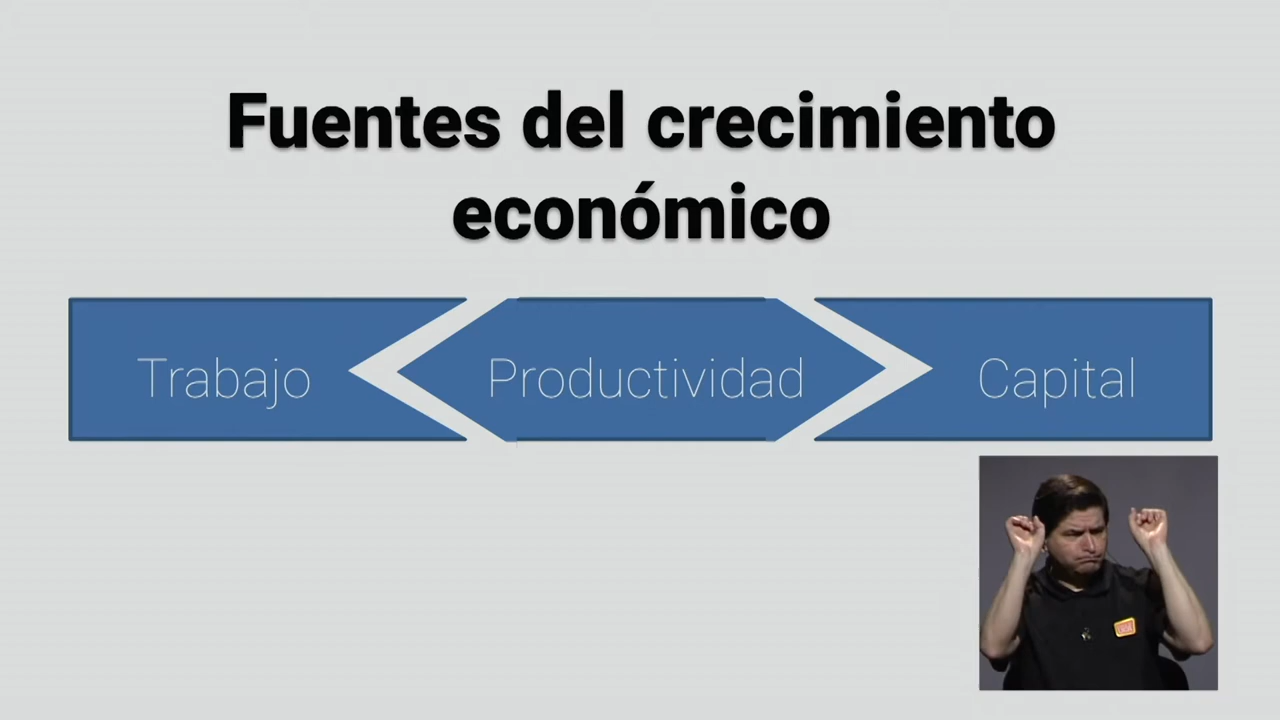 Fuentes del crecimiento
económico
Trabajo
Productividad
Capital